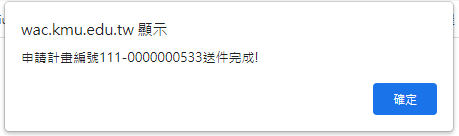 wac.kmu.edu.tw 顯示
申請計畫編號111-0000000533送件完成!
確定